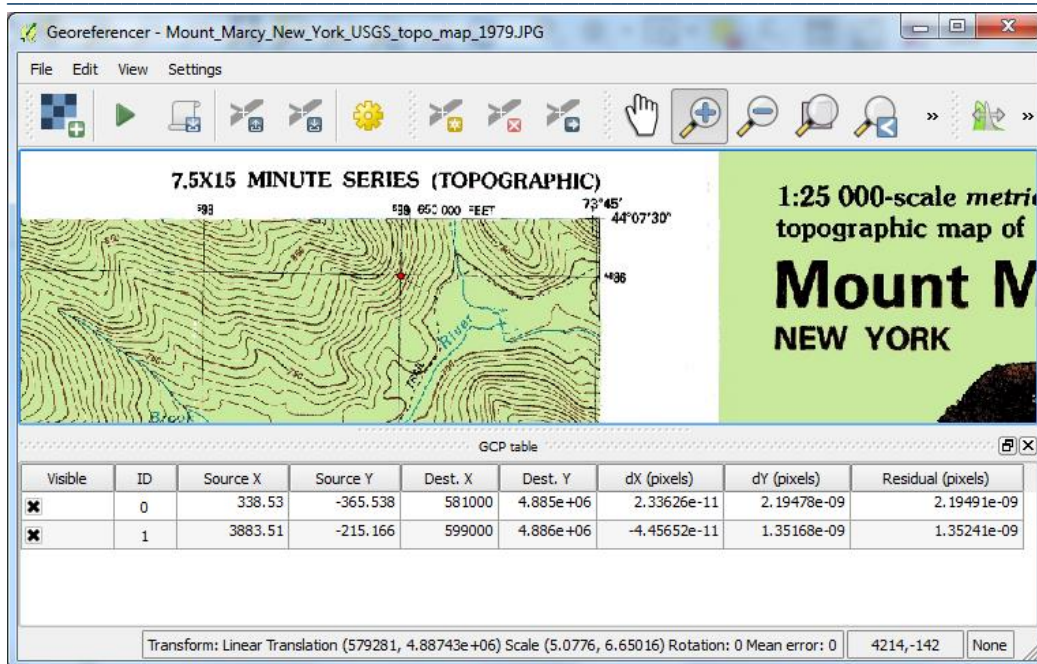 Georeferencer - Mount_Marcy_New_York_USGS_topo_map_1979.JPG
File Edit View Settings
» »
7.5X15 MINUTE SERIES (TOPOGRAPHIC)
⁵98 ⁵99 650 000 FEET 73°45'
44°07'30"
⁴⁸86
River
Brook
1:25 000-scale metric
topographic map of
Mount M
NEW YORK
GCP table
Visible ID Source X Source Y Dest. X Dest. Y dX (pixels) dY (pixels) Residual (pixels)
0 338.53 -365.538 581000 4.885e+06 2.33626e-11 2.19478e-09 2.19491e-09
1 3883.51 -215.166 599000 4.886e+06 -4.45652e-11 1.35168e-09 1.35241e-09
Transform: Linear Translation (579281, 4.88743e+06) Scale (5.0776, 6.65016) Rotation: 0 Mean error: 0 4214,-142 None